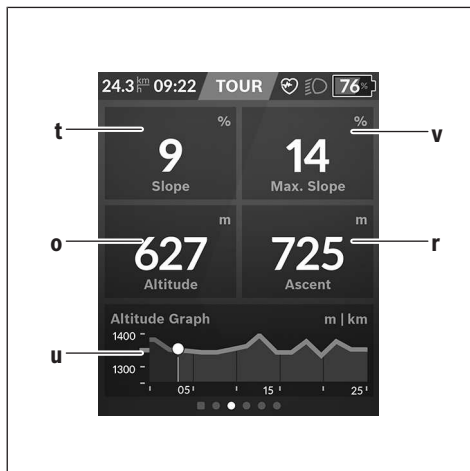 24.3 km/h 09:22 TOUR 76%
t % % v
9 14
Slope Max. Slope
m m
o 627 725 r
Altitude Ascent
Altitude Graph m | km
1400
u
1300
05 15 25